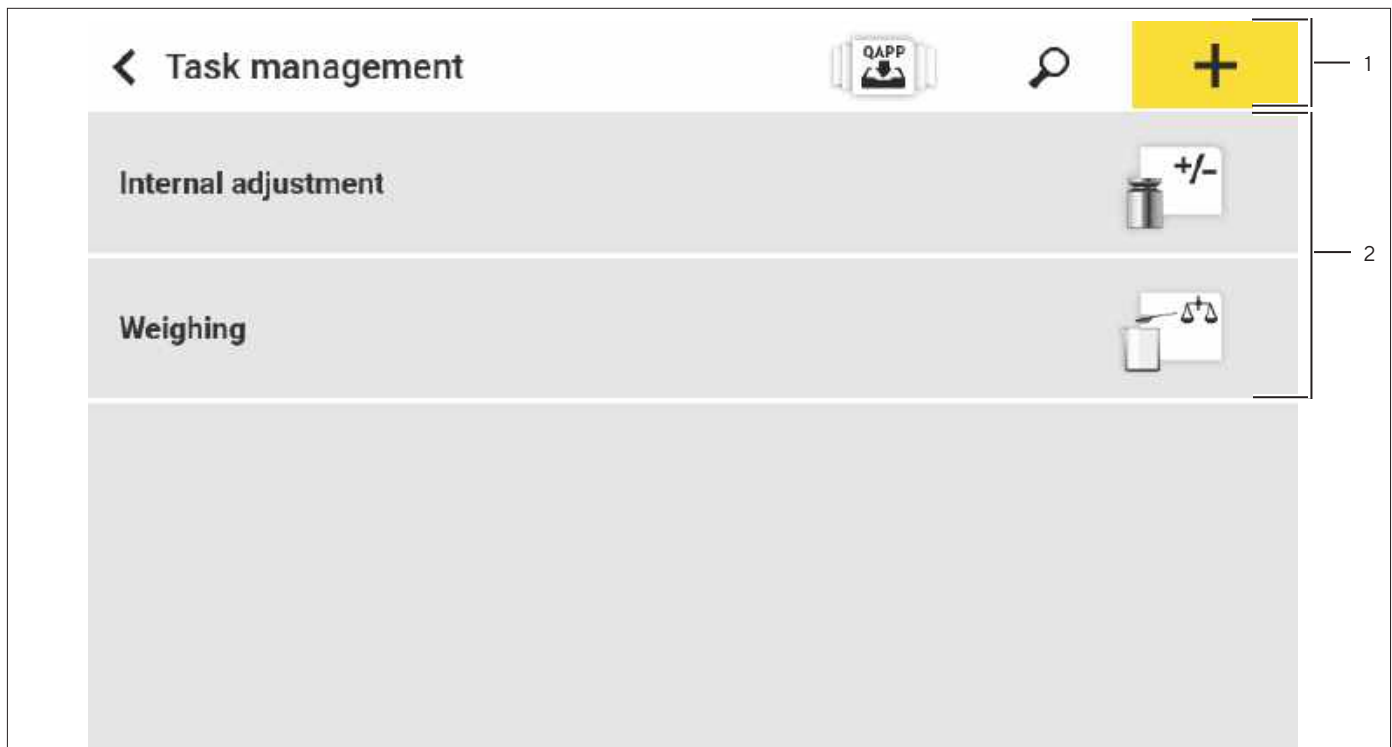 Task management
QAPP
+
1
Internal adjustment
+/-
2
Weighing